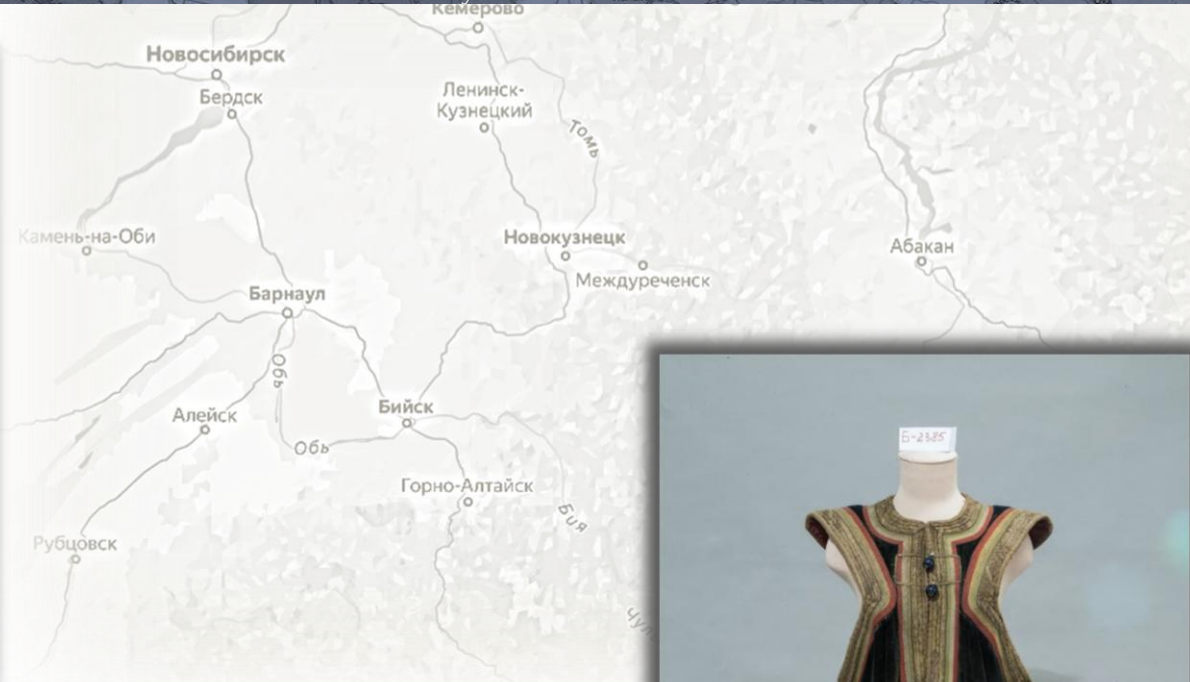 Кемерово
Новосибирск
Бердск
Ленинск-
Кузнецкий
Томь
Камень-на-Оби
Новокузнецк
Абакан
Междуреченск
Барнаул
Обь
Алейск
Бийск
Обь
Б-2385
Горно-Алтайск
Бия
Рубцовск